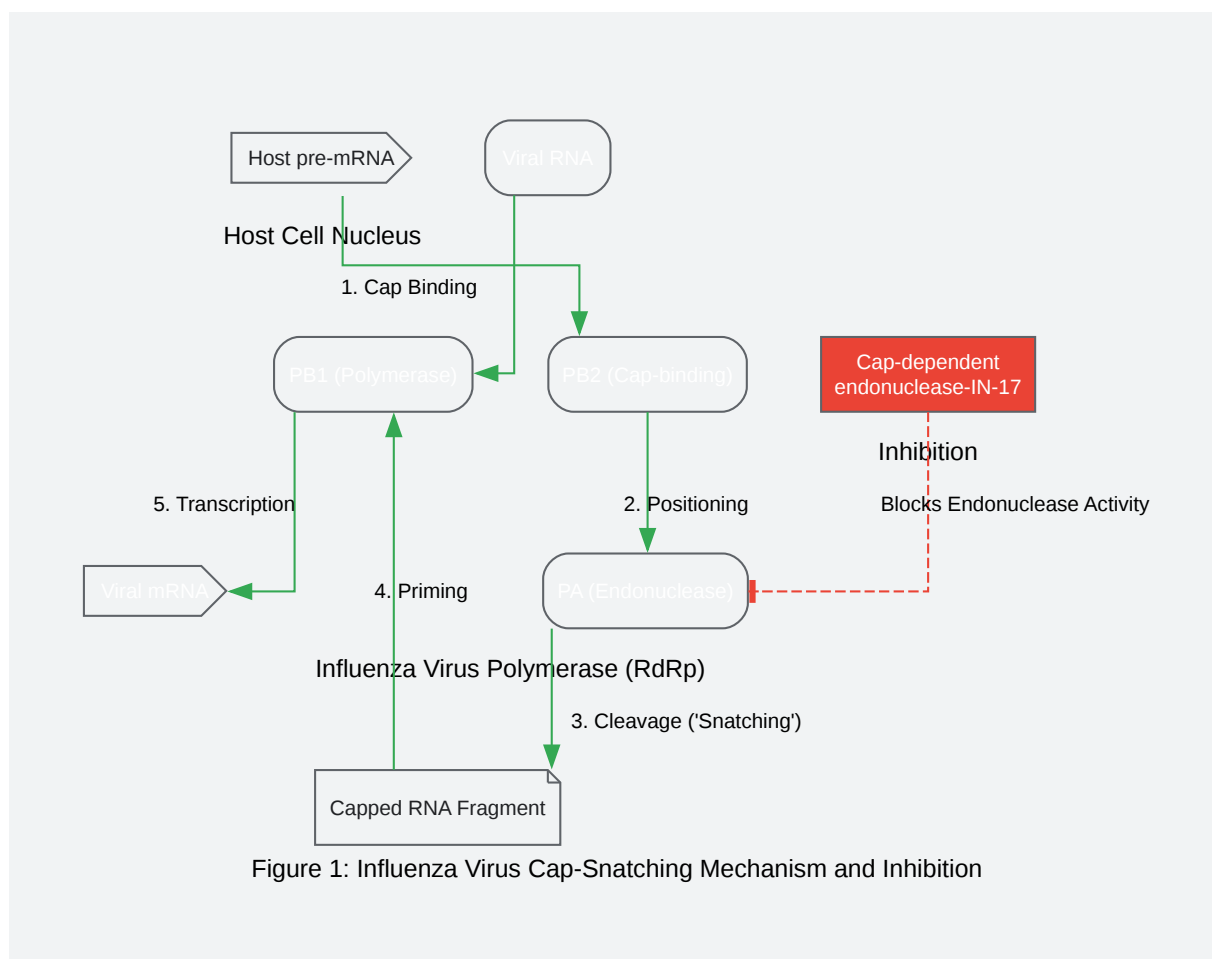 Host pre-mRNA
Viral RNA
Host Cell Nucleus
1. Cap Binding
PB1 (Polymerase)
PB2 (Cap-binding)
Cap-dependent
endonuclease-IN-17
Inhibition
5. Transcription
2. Positioning
Blocks Endonuclease Activity
Viral mRNA
4. Priming
PA (Endonuclease)
Influenza Virus Polymerase (RdRp)
3. Cleavage ('Snatching')
Capped RNA Fragment
Figure 1: Influenza Virus Cap-Snatching Mechanism and Inhibition